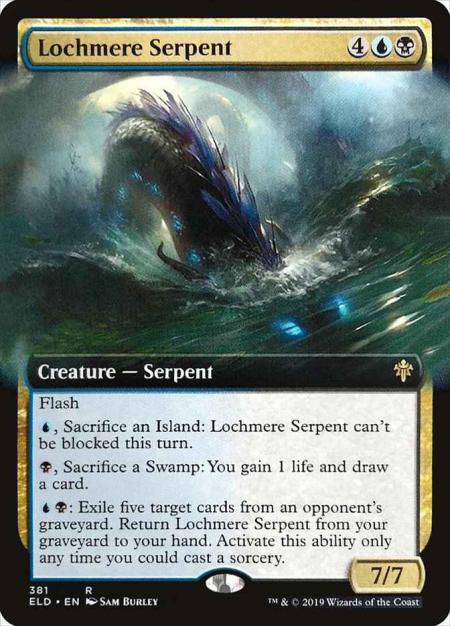 Lochmere Serpent 4
Creature — Serpent
Flash
, Sacrifice an Island: Lochmere Serpent can't
be blocked this turn.
, Sacrifice a Swamp: You gain 1 life and draw
a card.
: Exile five target cards from an opponent's
graveyard. Return Lochmere Serpent from your
graveyard to your hand. Activate this ability only
any time you could cast a sorcery.
7/7
381 R
ELD • EN SAM BURLEY
™ & © 2019 Wizards of the Coast